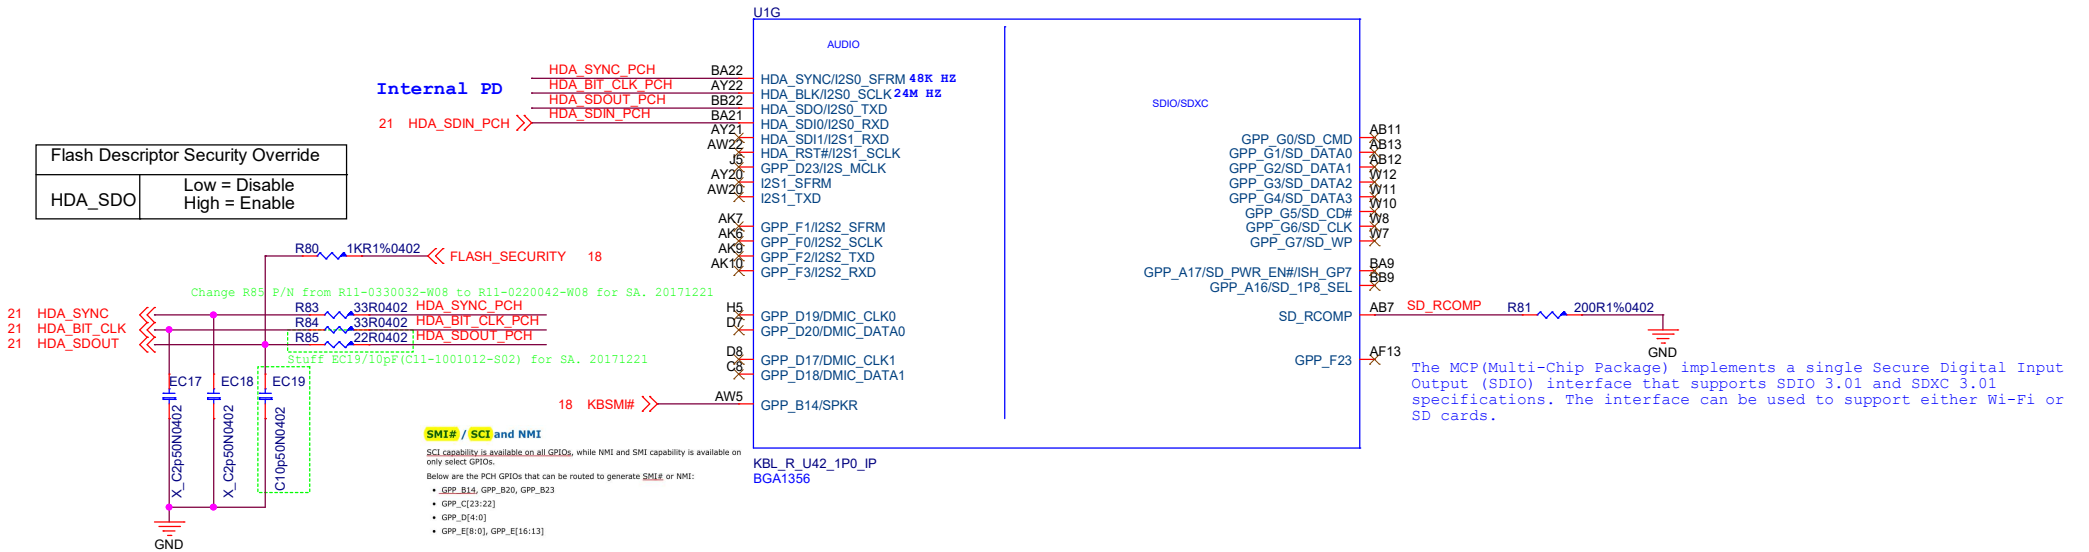 U1G
AUDIO
SDIO/SDXC
Internal PD
HDA_SYNC_PCH
HDA_BIT_CLK_PCH
HDA_SDOUT_PCH
HDA_SDIN_PCH
21 HDA_SDIN_PCH
BA22 HDA_SYNC/I2S0_SFRM 48K HZ
AY22 HDA_BLK/I2S0_SCLK 24M HZ
BB22 HDA_SDO/I2S0_TXD
BA21 HDA_SDI0/I2S0_RXD
AY21 HDA_SDI1/I2S1_RXD
AW22 HDA_RST#/I2S1_SCLK
J5 GPP_D23/I2S_MCLK
AY20 I2S1_SFRM
AW20 I2S1_TXD
AK7 GPP_F1/I2S2_SFRM
AK6 GPP_F0/I2S2_SCLK
AK9 GPP_F2/I2S2_TXD
AK10 GPP_F3/I2S2_RXD
H5 GPP_D19/DMIC_CLK0
D7 GPP_D20/DMIC_DATA0
D8 GPP_D17/DMIC_CLK1
C8 GPP_D18/DMIC_DATA1
18 KBSMI# AW5 GPP_B14/SPKR
GPP_G0/SD_CMD AB11
GPP_G1/SD_DATA0 AB13
GPP_G2/SD_DATA1 AB12
GPP_G3/SD_DATA2 W12
GPP_G4/SD_DATA3 W11
GPP_G5/SD_CD# W10
GPP_G6/SD_CLK W8
GPP_G7/SD_WP W7
GPP_A17/SD_PWR_EN#/ISH_GP7 BA9
GPP_A16/SD_1P8_SEL BB9
SD_RCOMP AB7 SD_RCOMP R81 200R1%0402
GND
GPP_F23 AF13
KBL_R_U42_1P0_IP
BGA1356
Flash Descriptor Security Override
HDA_SDO
Low = Disable
High = Enable
R80 1KR1%0402 FLASH_SECURITY 18
Change R85 P/N from R11-0330032-W08 to R11-0220042-W08 for SA. 20171221
21 HDA_SYNC R83 33R0402 HDA_SYNC_PCH
21 HDA_BIT_CLK R84 33R0402 HDA_BIT_CLK_PCH
21 HDA_SDOUT R85 22R0402 HDA_SDOUT_PCH
Stuff EC19/10pF(C11-1001012-S02) for SA. 20171221
EC17 EC18 EC19
X_C2p50N0402
X_C2p50N0402
C10p50N0402
GND
SMI# / SCI and NMI
SCI capability is available on all GPIOs, while NMI and SMI capability is available on
only select GPIOs.
Below are the PCH GPIOs that can be routed to generate SMI# or NMI:
• GPP_B14, GPP_B20, GPP_B23
• GPP_C[23:22]
• GPP_D[4:0]
• GPP_E[8:0], GPP_E[16:13]
The MCP(Multi-Chip Package) implements a single Secure Digital Input
Output (SDIO) interface that supports SDIO 3.01 and SDXC 3.01
specifications. The interface can be used to support either Wi-Fi or
SD cards.